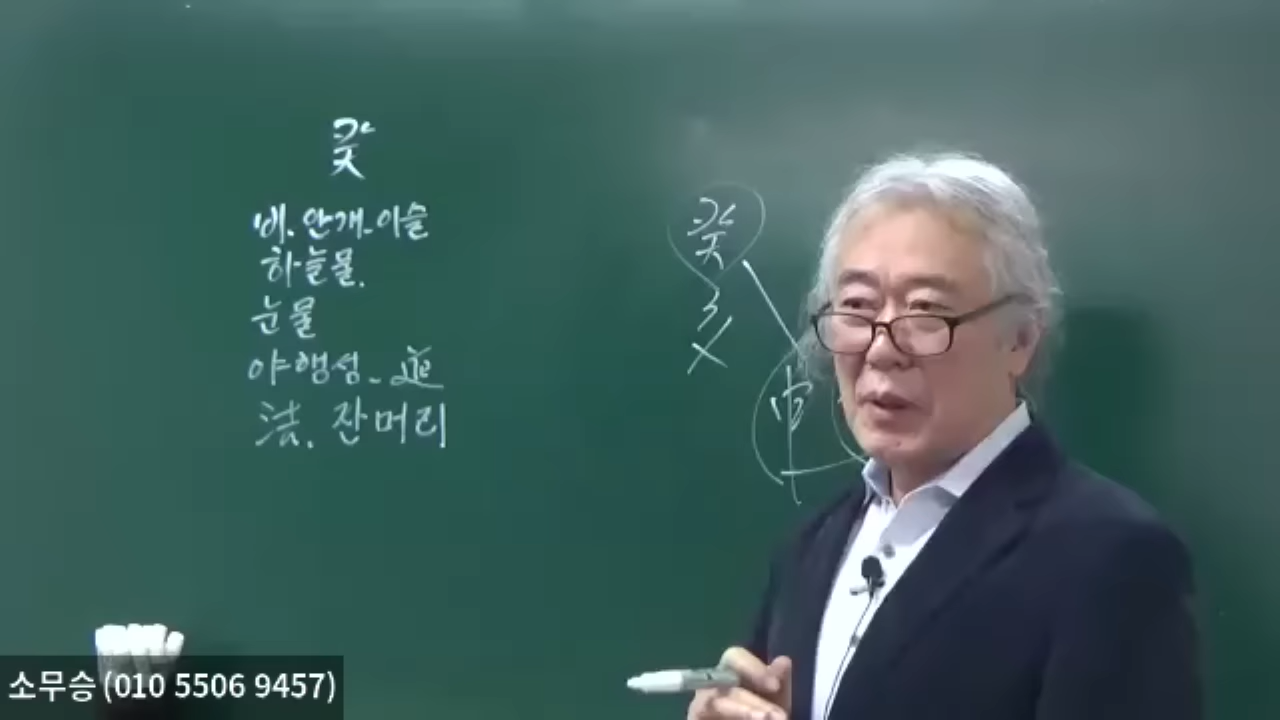 癸
비. 안개. 이슬
하늘물.
눈물
야행성 - 道
法. 잔머리
癸
소무승 (010 5506 9457)